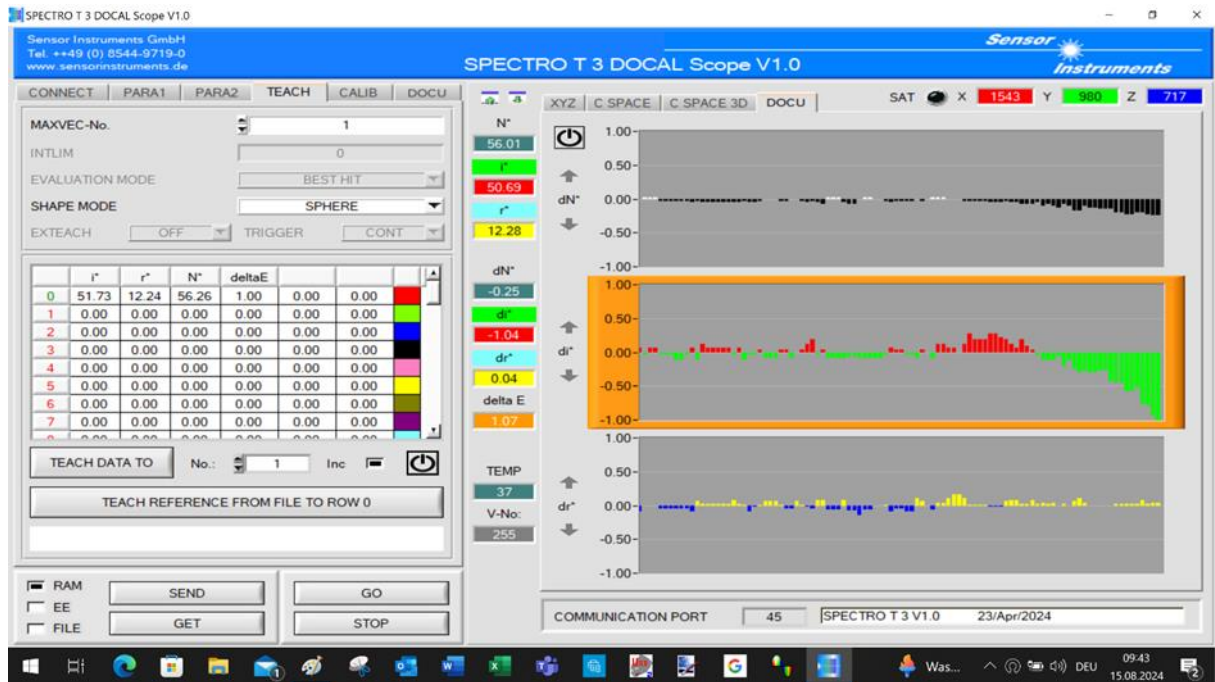 SPECTRO T 3 DOCAL Scope V1.0
Sensor Instruments GmbH
Tel. ++49 (0) 8544-9719-0
www.sensorinstruments.de
SPECTRO T 3 DOCAL Scope V1.0
Sensor
Instruments
CONNECT PARA1 PARA2 TEACH CALIB DOCU
MAXVEC-No. 1
INTLIM 0
EVALUATION MODE BEST HIT
SHAPE MODE SPHERE
EXTEACH OFF TRIGGER CONT
i* r* N* deltaE
0 51.73 12.24 56.26 1.00 0.00 0.00
1 0.00 0.00 0.00 0.00 0.00 0.00
2 0.00 0.00 0.00 0.00 0.00 0.00
3 0.00 0.00 0.00 0.00 0.00 0.00
4 0.00 0.00 0.00 0.00 0.00 0.00
5 0.00 0.00 0.00 0.00 0.00 0.00
6 0.00 0.00 0.00 0.00 0.00 0.00
7 0.00 0.00 0.00 0.00 0.00 0.00
TEACH DATA TO No.: 1 Inc
TEACH REFERENCE FROM FILE TO ROW 0
RAM
EE
FILE
SEND
GET
GO
STOP
N*
56.01
i*
50.69
r*
12.28
dN*
-0.25
di*
-1.04
dr*
0.04
delta E
1.07
TEMP
37
V-No:
255
XYZ C SPACE C SPACE 3D DOCU
SAT X 1543 Y 980 Z 717
1.00-
0.50-
dN* 0.00-
-0.50-
-1.00-
1.00-
0.50-
di* 0.00-
-0.50-
-1.00-
1.00-
0.50-
dr* 0.00-
-0.50-
-1.00-
COMMUNICATION PORT 45 SPECTRO T 3 V1.0 23/Apr/2024
Was... DEU 09:43
15.08.2024